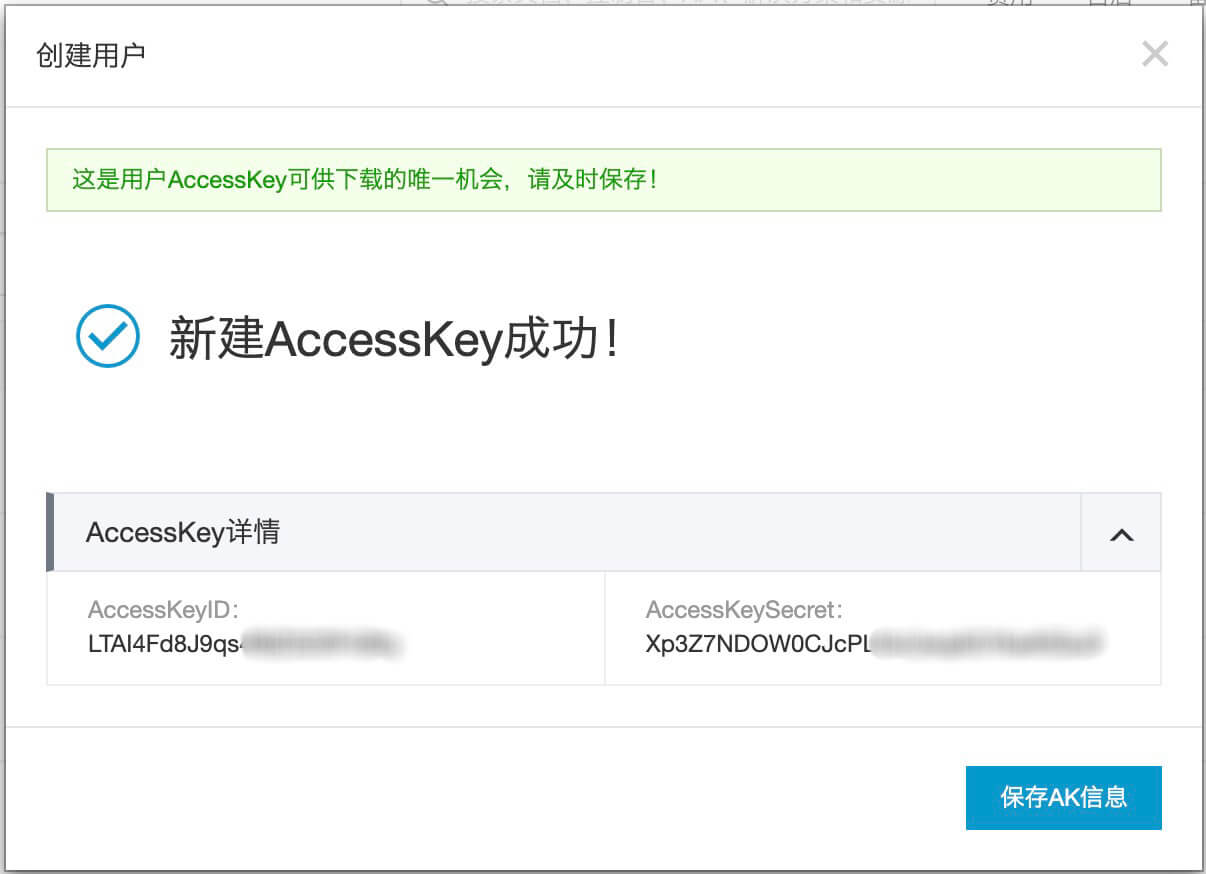 创建用户
这是用户AccessKey可供下载的唯一机会，请及时保存！
新建AccessKey成功！
AccessKey详情
AccessKeyID：
LTAI4Fd8J9qs
AccessKeySecret：
Xp3Z7NDOW0CJcPL
保存AK信息